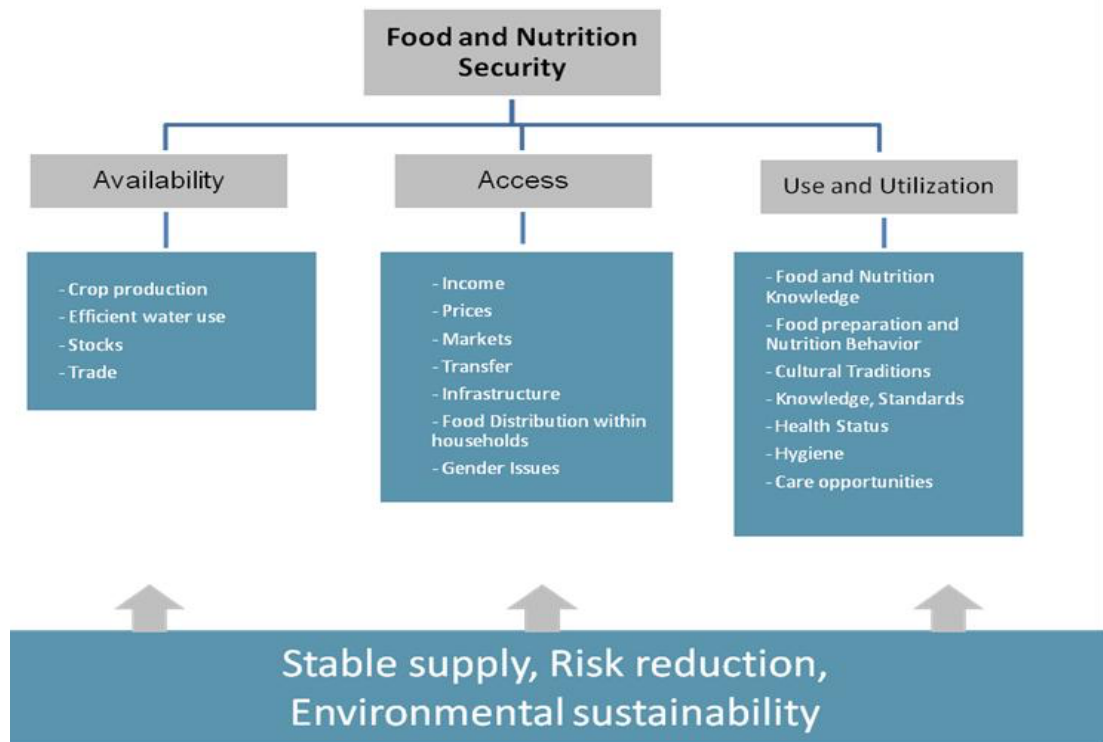 Food and Nutrition
Security
Availability
Access
Use and Utilization
- Crop production
- Efficient water use
- Stocks
- Trade
- Income
- Prices
- Markets
- Transfer
- Infrastructure
- Food Distribution within
households
- Gender Issues
- Food and Nutrition
Knowledge
- Food preparation and
Nutrition Behavior
- Cultural Traditions
- Knowledge, Standards
- Health Status
- Hygiene
- Care opportunities
Stable supply, Risk reduction,
Environmental sustainability